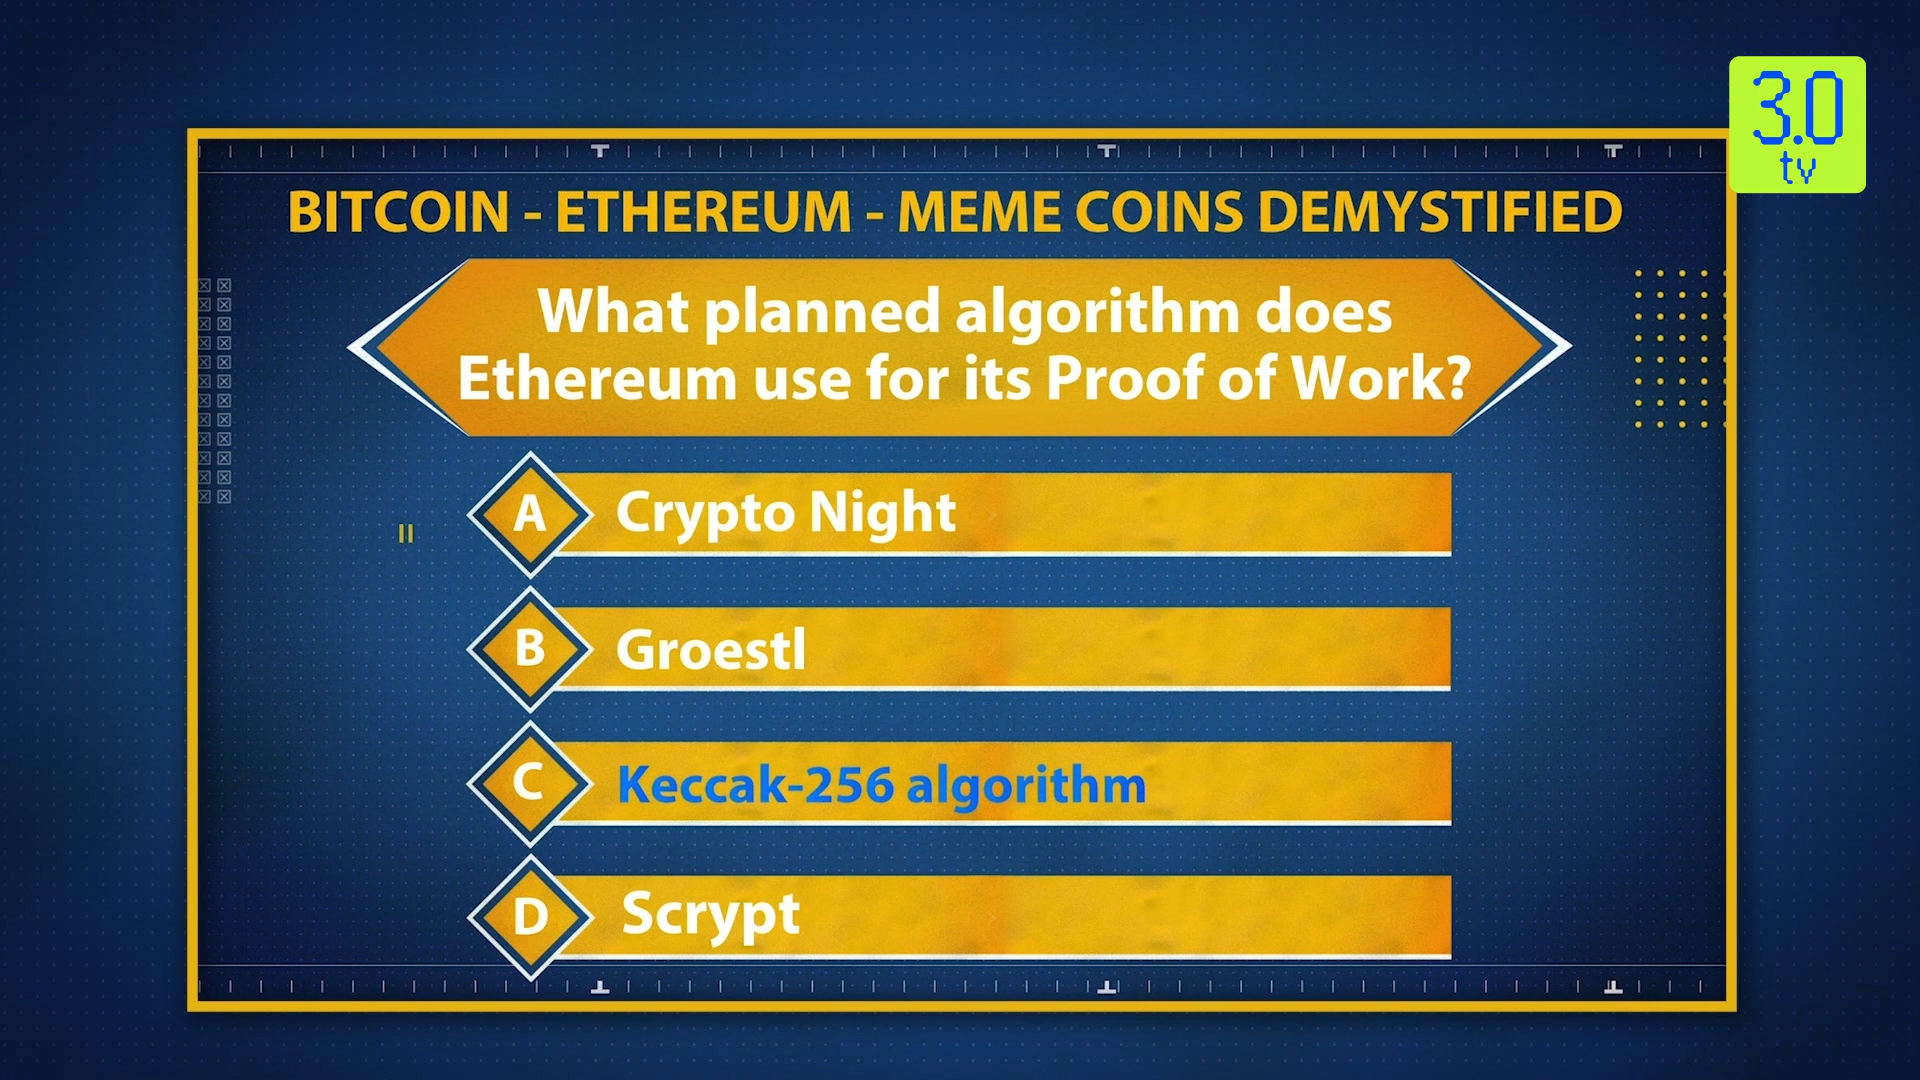 3.0
tv
BITCOIN - ETHEREUM - MEME COINS DEMYSTIFIED
What planned algorithm does
Ethereum use for its Proof of Work?
A Crypto Night
B Groestl
C Keccak-256 algorithm
D Scrypt